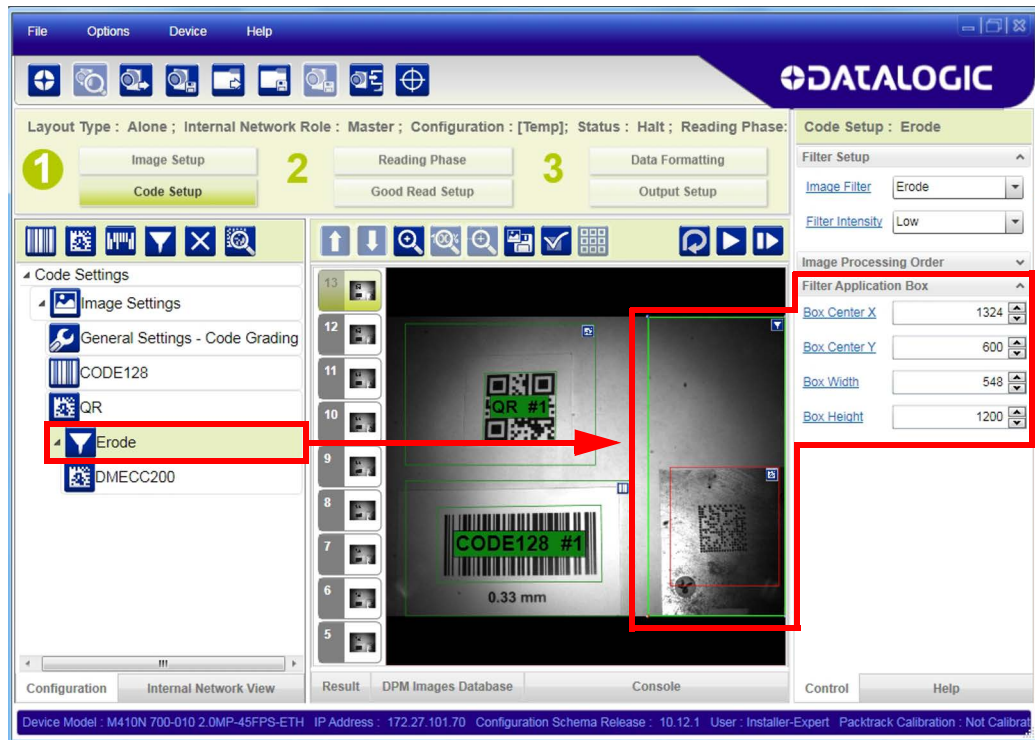 File Options Device Help
DATALOGIC
Layout Type : Alone ; Internal Network Role : Master ; Configuration : [Temp]; Status : Halt ; Reading Phase:
1 Image Setup 2 Reading Phase 3 Data Formatting
Code Setup Good Read Setup Output Setup
Code Settings
Image Settings
General Settings - Code Grading
CODE128
QR
Erode
DMECC200
Configuration Internal Network View
13
12
11
10
9
8
7
6
5
QR #1
CODE128 #1
0.33 mm
Result DPM Images Database Console
Code Setup : Erode
Filter Setup
Image Filter Erode
Filter Intensity Low
Image Processing Order
Filter Application Box
Box Center X 1324
Box Center Y 600
Box Width 548
Box Height 1200
Control Help
Device Model : M410N 700-010 2.0MP-45FPS-ETH IP Address : 172.27.101.70 Configuration Schema Release : 10.12.1 User : Installer-Expert Packtrack Calibration : Not Calibrat